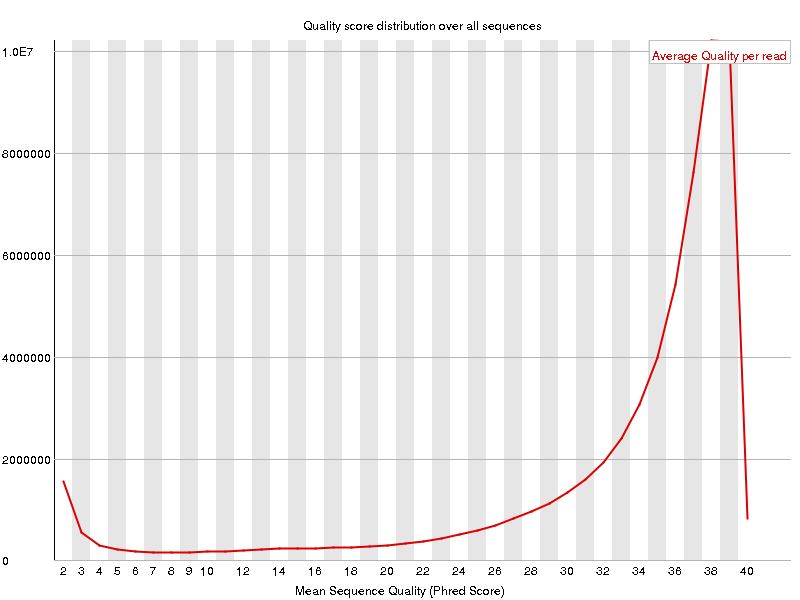 Quality score distribution over all sequences
Average Quality per read
1.0E7
8000000
6000000
4000000
2000000
0
2 3 4 5 6 7 8 9 10 12 14 16 18 20 22 24 26 28 30 32 34 36 38 40
Mean Sequence Quality (Phred Score)